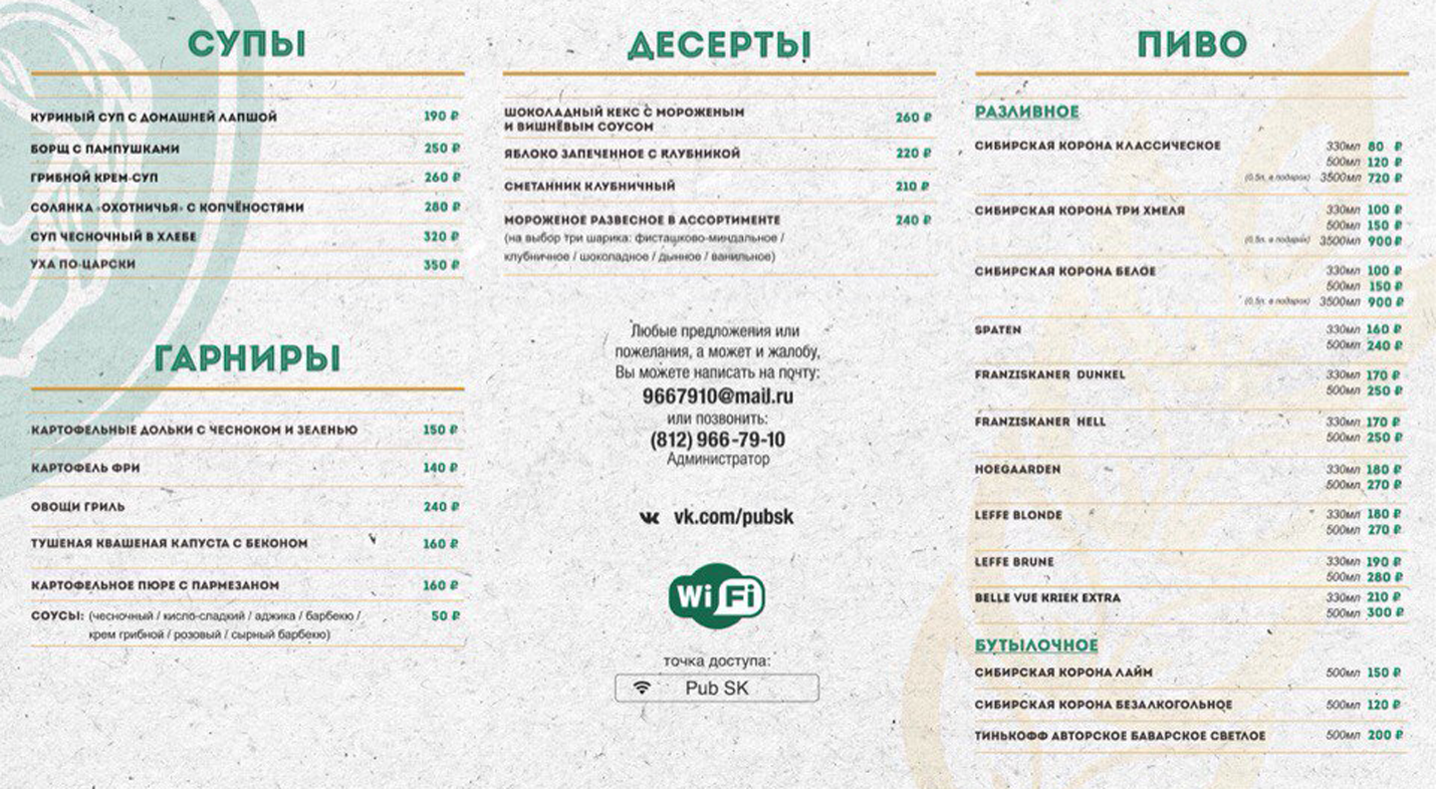 СУПЫ
КУРИНЫЙ СУП С ДОМАШНЕЙ ЛАПШОЙ 190 ₽
БОРЩ С ПАМПУШКАМИ 250 ₽
ГРИБНОЙ КРЕМ-СУП 260 ₽
СОЛЯНКА «ОХОТНИЧЬЯ» С КОПЧЁНОСТЯМИ 280 ₽
СУП ЧЕСНОЧНЫЙ В ХЛЕБЕ 320 ₽
УХА ПО-ЦАРСКИ 350 ₽
ГАРНИРЫ
КАРТОФЕЛЬНЫЕ ДОЛЬКИ С ЧЕСНОКОМ И ЗЕЛЕНЬЮ 150 ₽
КАРТОФЕЛЬ ФРИ 140 ₽
ОВОЩИ ГРИЛЬ 240 ₽
ТУШЕНАЯ КВАШЕНАЯ КАПУСТА С БЕКОНОМ 160 ₽
КАРТОФЕЛЬНОЕ ПЮРЕ С ПАРМЕЗАНОМ 160 ₽
СОУСЫ: (чесночный / кисло-сладкий / аджика / барбекю / 50 ₽
крем грибной / розовый / сырный барбекю)
ДЕСЕРТЫ
ШОКОЛАДНЫЙ КЕКС С МОРОЖЕНЫМ
И ВИШНЁВЫМ СОУСОМ 260 ₽
ЯБЛОКО ЗАПЕЧЕННОЕ С КЛУБНИКОЙ 220 ₽
СМЕТАННИК КЛУБНИЧНЫЙ 210 ₽
МОРОЖЕНОЕ РАЗВЕСНОЕ В АССОРТИМЕНТЕ 240 ₽
(на выбор три шарика: фисташково-миндальное /
клубничное / шоколадное / дынное / ванильное)
Любые предложения или
пожелания, а может и жалобу,
Вы можете написать на почту:
9667910@mail.ru
или позвонить:
(812) 966-79-10
Администратор
vk.com/pubsk
Wi Fi
точка доступа:
Pub SK
ПИВО
РАЗЛИВНОЕ
СИБИРСКАЯ КОРОНА КЛАССИЧЕСКОЕ 330мл 80 ₽
500мл 120 ₽
(0,5л. в подарок) 3500мл 720 ₽
СИБИРСКАЯ КОРОНА ТРИ ХМЕЛЯ 330мл 100 ₽
500мл 150 ₽
(0,5л. в подарок) 3500мл 900 ₽
СИБИРСКАЯ КОРОНА БЕЛОЕ 330мл 100 ₽
500мл 150 ₽
(0,5л. в подарок) 3500мл 900 ₽
SPATEN 330мл 160 ₽
500мл 240 ₽
FRANZISKANER DUNKEL 330мл 170 ₽
500мл 250 ₽
FRANZISKANER HELL 330мл 170 ₽
500мл 250 ₽
HOEGAARDEN 330мл 180 ₽
500мл 270 ₽
LEFFE BLONDE 330мл 180 ₽
500мл 270 ₽
LEFFE BRUNE 330мл 190 ₽
500мл 280 ₽
BELLE VUE KRIEK EXTRA 330мл 210 ₽
500мл 300 ₽
БУТЫЛОЧНОЕ
СИБИРСКАЯ КОРОНА ЛАЙМ 500мл 150 ₽
СИБИРСКАЯ КОРОНА БЕЗАЛКОГОЛЬНОЕ 500мл 120 ₽
ТИНЬКОФФ АВТОРСКОЕ БАВАРСКОЕ СВЕТЛОЕ 500мл 200 ₽